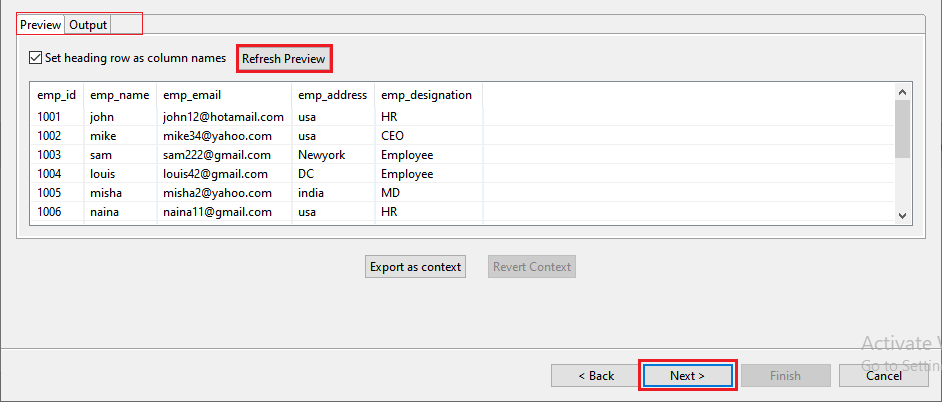 Preview Output
Set heading row as column names Refresh Preview
emp_id emp_name emp_email emp_address emp_designation
1001 john john12@hotamail.com usa HR
1002 mike mike34@yahoo.com usa CEO
1003 sam sam222@gmail.com Newyork Employee
1004 louis louis42@gmail.com DC Employee
1005 misha misha2@yahoo.com india MD
1006 naina naina11@gmail.com usa HR
Export as context Revert Context
Activate W
Go to Settin
< Back Next > Finish Cancel